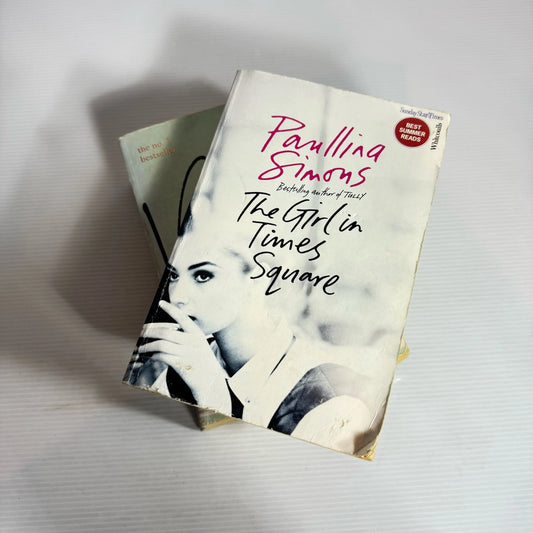 Sunday Star Times
BEST
SUMMER
READS
Whitcoulls
Paullina
Simons
Bestselling author of TULLY
The Girl in
Times
Square
the no
bestselle